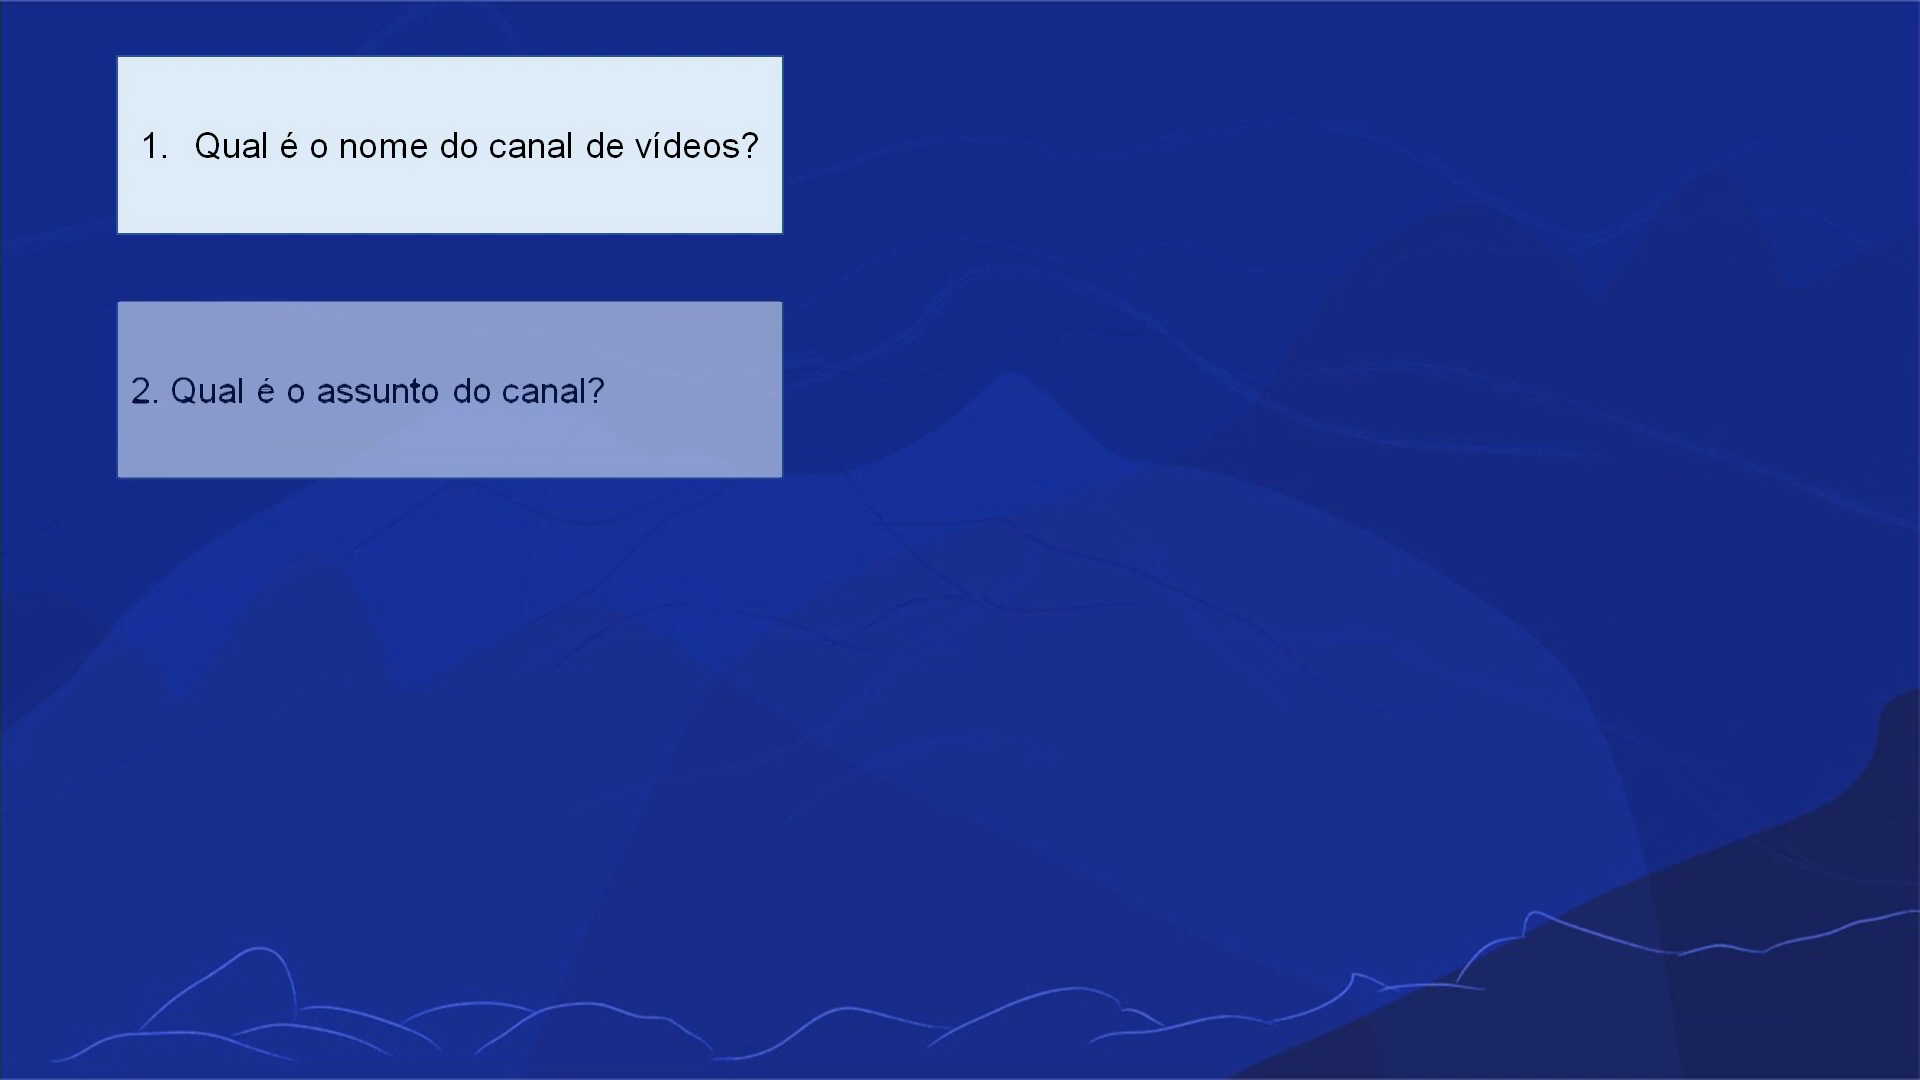 1. Qual é o nome do canal de vídeos?
2. Qual é o assunto do canal?